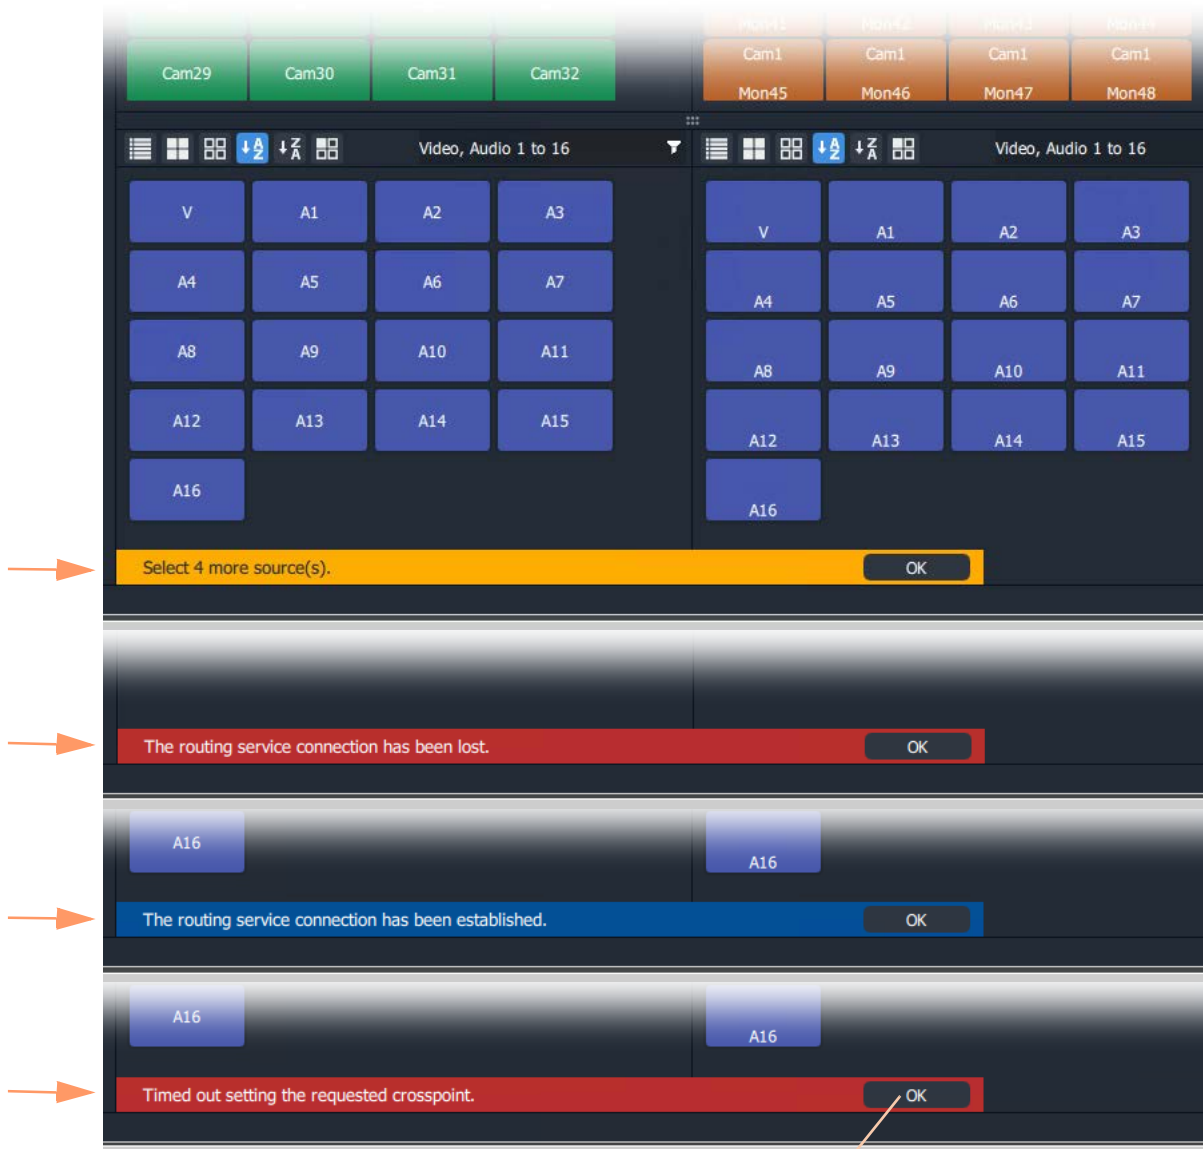 Mon41 Mon42 Mon43 Mon44
Cam29 Cam30 Cam31 Cam32
Cam1 Cam1 Cam1 Cam1
Mon45 Mon46 Mon47 Mon48
Video, Audio 1 to 16
Video, Audio 1 to 16
V A1 A2 A3
A4 A5 A6 A7
A8 A9 A10 A11
A12 A13 A14 A15
A16
V A1 A2 A3
A4 A5 A6 A7
A8 A9 A10 A11
A12 A13 A14 A15
A16
Select 4 more source(s). OK
The routing service connection has been lost. OK
A16 A16
The routing service connection has been established. OK
A16 A16
Timed out setting the requested crosspoint. OK